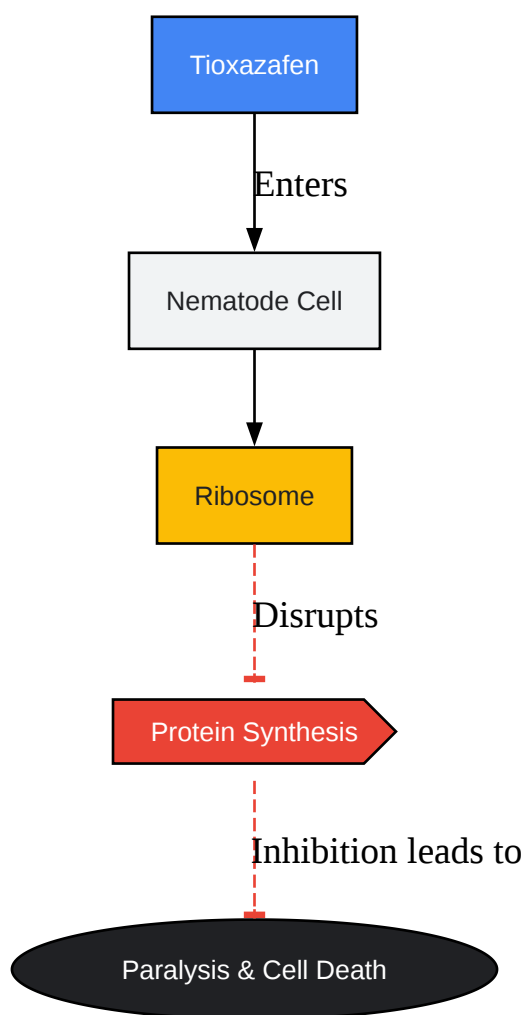 Tioxazafen
Enters
Nematode Cell
Ribosome
Disrupts
Protein Synthesis
Inhibition leads to
Paralysis & Cell Death